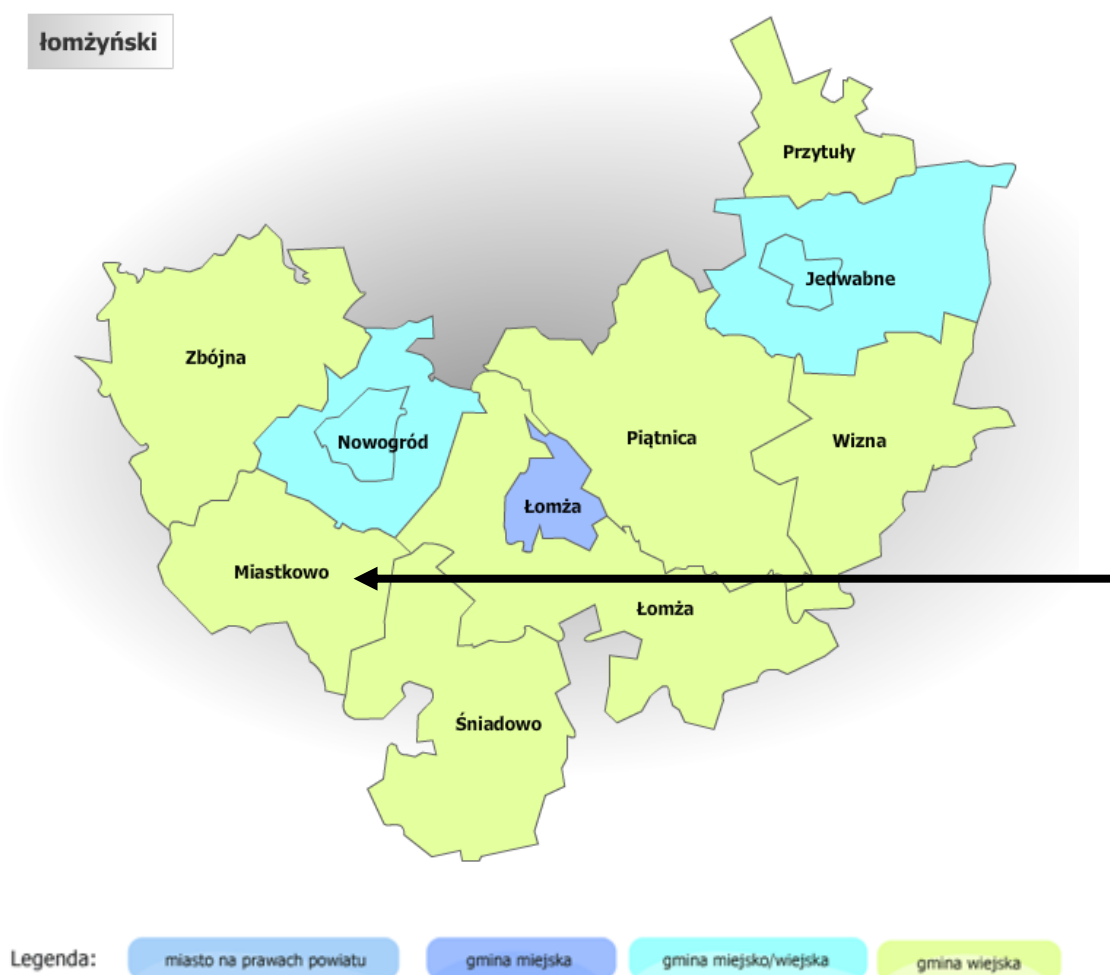 łomżyński
Przytuły
Jedwabne
Zbójna
Nowogród
Piątnica
Wizna
Łomża
Miastkowo
Łomża
Śniadowo
Legenda:
miasto na prawach powiatu
gmina miejska
gmina miejsko/wiejska
gmina wiejska